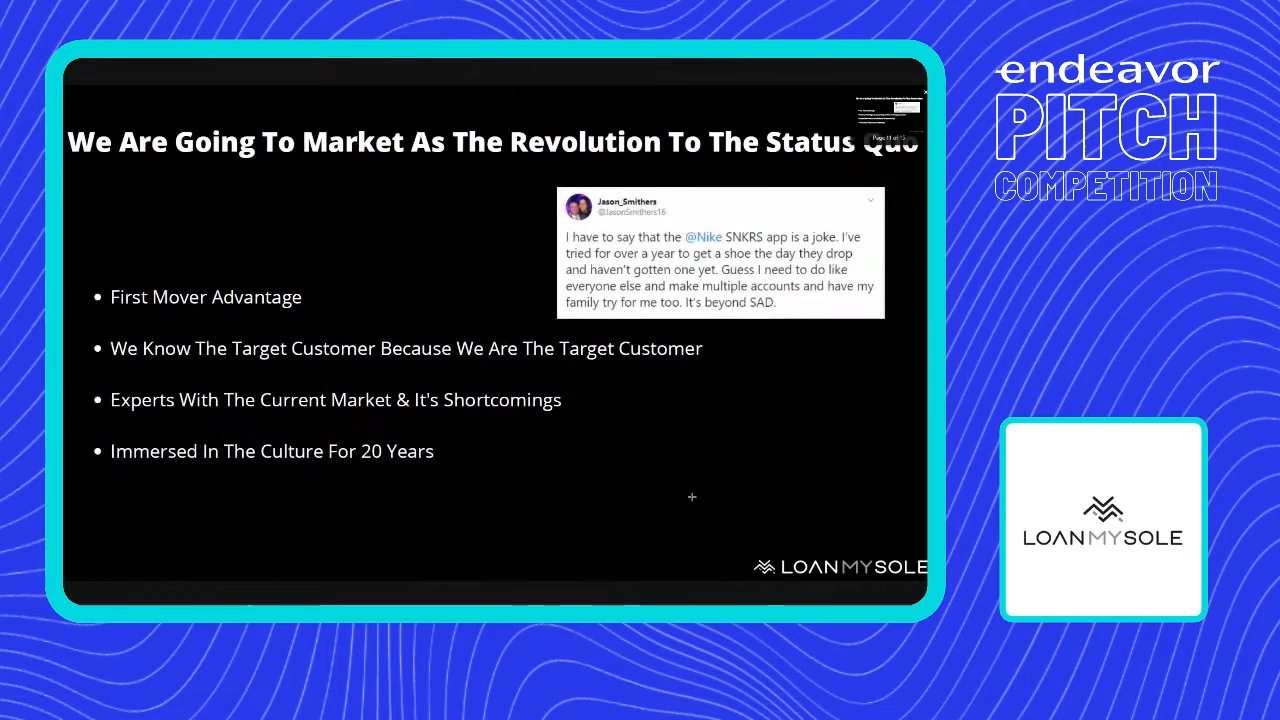 We Are Going To Market As The Revolution To The Status Quo
Page 11 of 15
Jason_Smithers
@JasonSmithers16
I have to say that the @Nike SNKRS app is a joke. I've
tried for over a year to get a shoe the day they drop
and haven't gotten one yet. Guess I need to do like
everyone else and make multiple accounts and have my
family try for me too. It's beyond SAD.
• First Mover Advantage
• We Know The Target Customer Because We Are The Target Customer
• Experts With The Current Market & It's Shortcomings
• Immersed In The Culture For 20 Years
LOANMYSOLE
endeavor
PITCH
COMPETITION
LOANMYSOLE